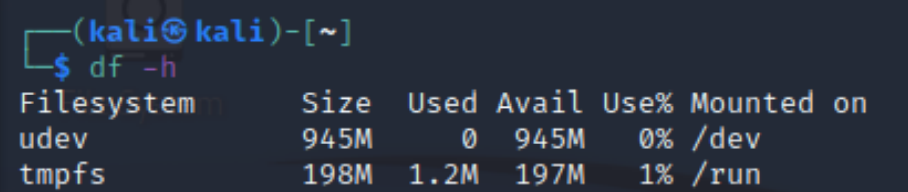 ┌──(kali㉿kali)-[~]
└─$ df -h
Filesystem      Size  Used Avail Use% Mounted on
udev            945M     0  945M   0% /dev
tmpfs           198M  1.2M  197M   1% /run